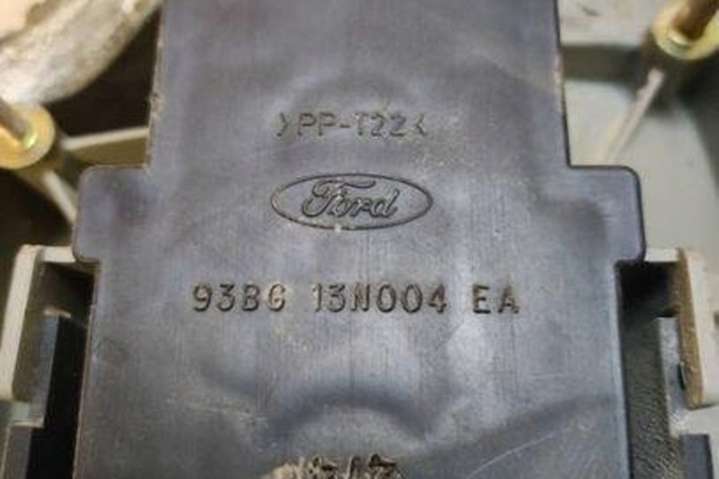 >PP-T22<
Ford
93BG 13N004 EA